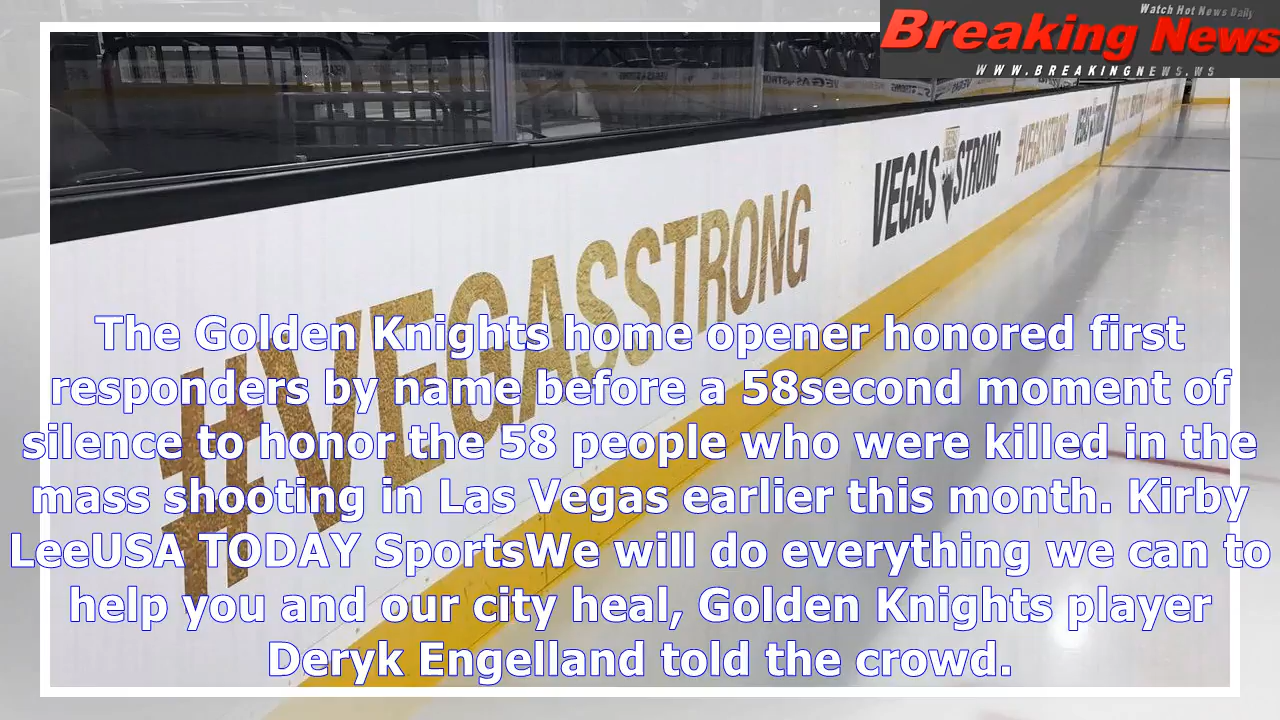 Watch Hot News Daily
Breaking News
WWW.BREAKINGNEWS.WS
VEGAS STRONG
#VEGASSTRONG
VEGAS STRONG
#VEGASSTRONG
The Golden Knights home opener honored first
responders by name before a 58second moment of
silence to honor the 58 people who were killed in the
mass shooting in Las Vegas earlier this month. Kirby
LeeUSA TODAY SportsWe will do everything we can to
help you and our city heal, Golden Knights player
Deryk Engelland told the crowd.